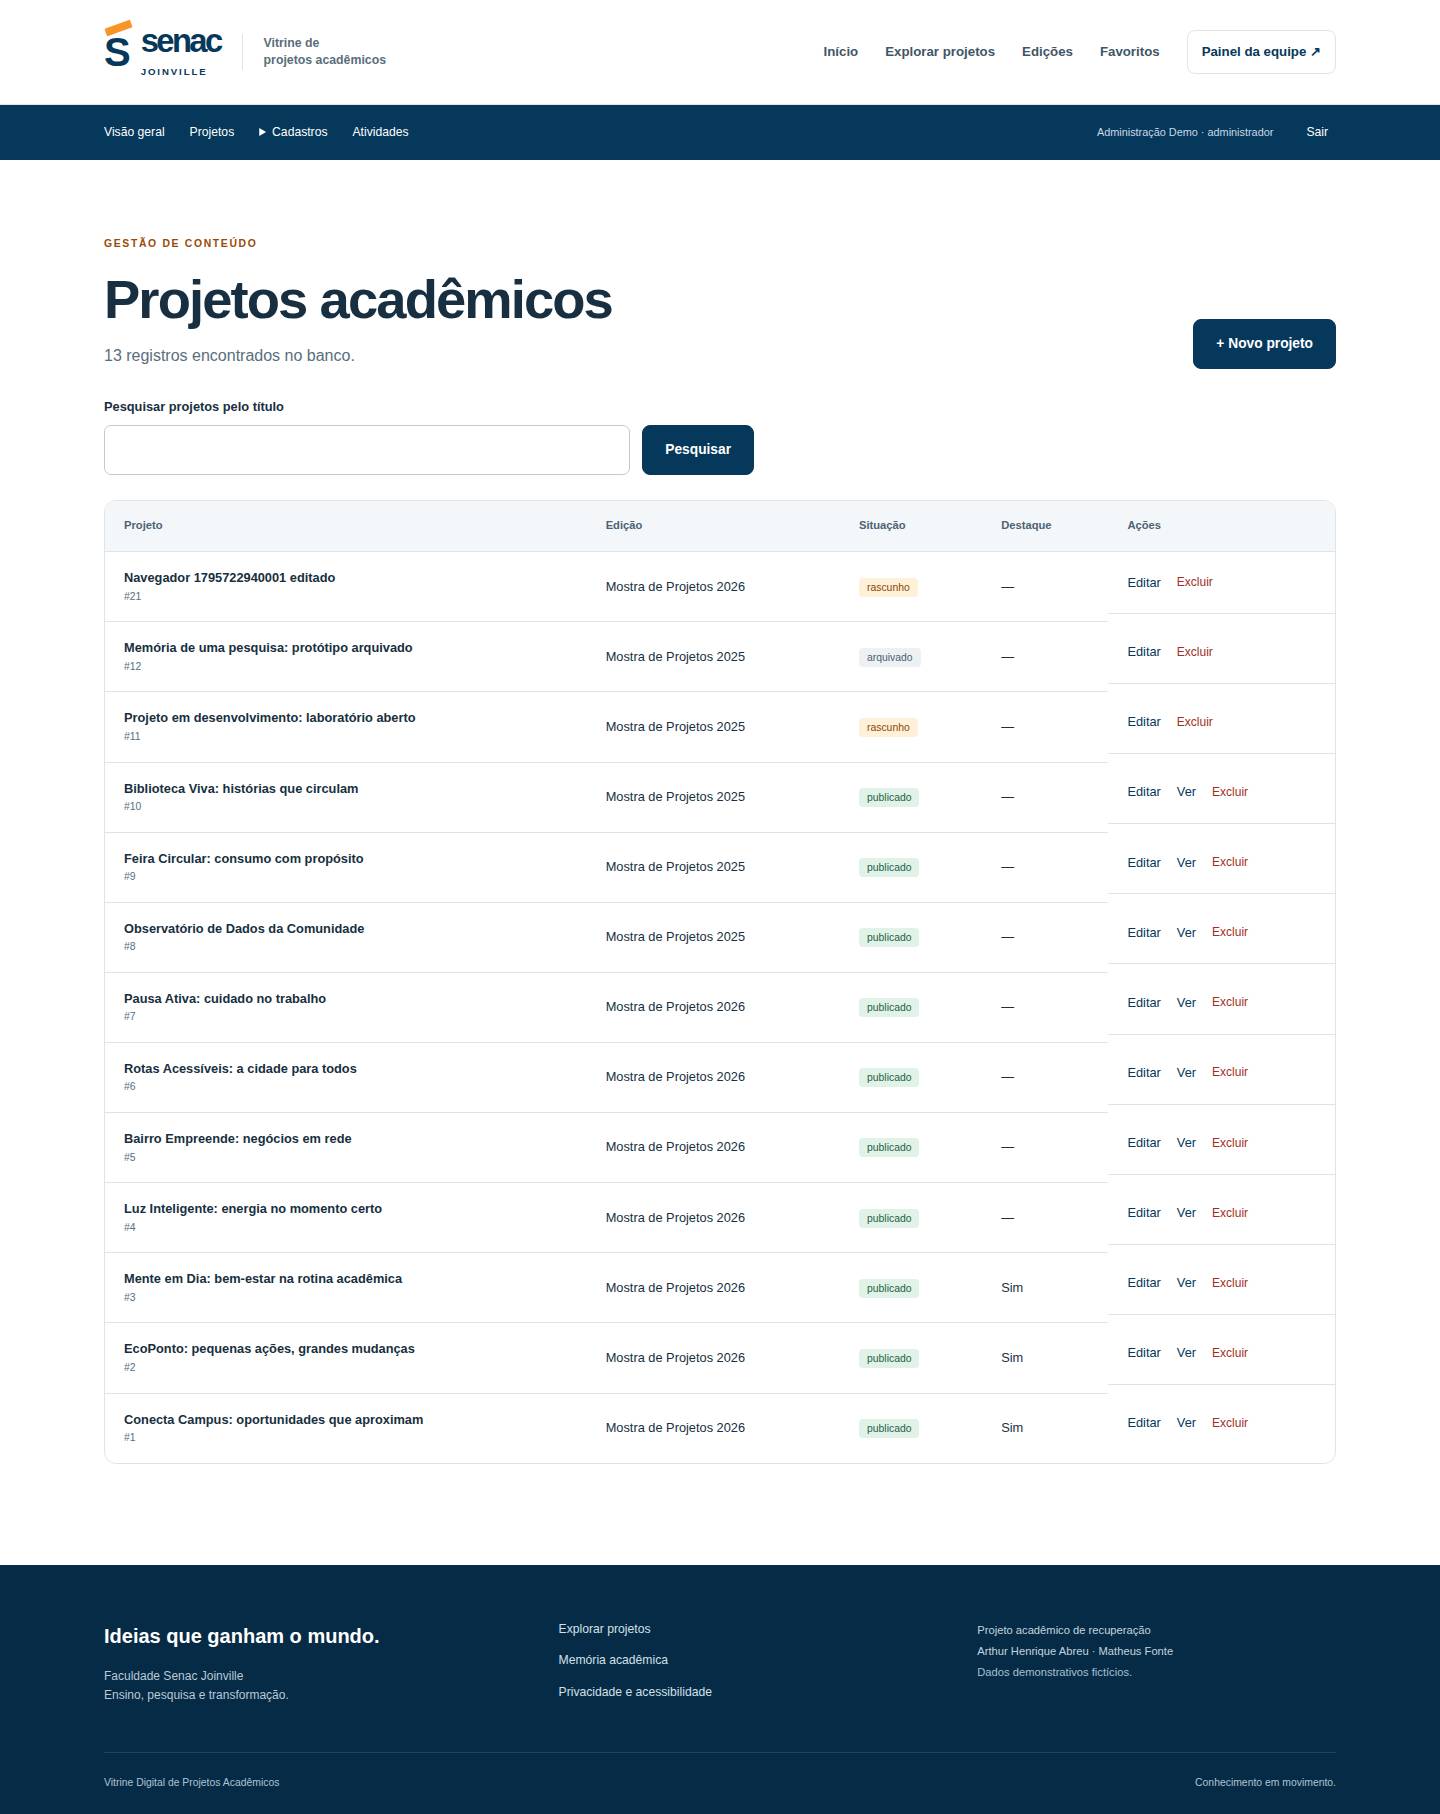 S senac
JOINVILLE
Vitrine de
projetos acadêmicos
Início Explorar projetos Edições Favoritos Painel da equipe ↗
Visão geral Projetos ▶ Cadastros Atividades Administração Demo · administrador Sair
GESTÃO DE CONTEÚDO
Projetos acadêmicos
13 registros encontrados no banco.
+ Novo projeto
Pesquisar projetos pelo título
Pesquisar
Projeto Edição Situação Destaque Ações
Navegador 1795722940001 editado
#21
Mostra de Projetos 2026 rascunho — Editar Excluir
Memória de uma pesquisa: protótipo arquivado
#12
Mostra de Projetos 2025 arquivado — Editar Excluir
Projeto em desenvolvimento: laboratório aberto
#11
Mostra de Projetos 2025 rascunho — Editar Excluir
Biblioteca Viva: histórias que circulam
#10
Mostra de Projetos 2025 publicado — Editar Ver Excluir
Feira Circular: consumo com propósito
#9
Mostra de Projetos 2025 publicado — Editar Ver Excluir
Observatório de Dados da Comunidade
#8
Mostra de Projetos 2025 publicado — Editar Ver Excluir
Pausa Ativa: cuidado no trabalho
#7
Mostra de Projetos 2026 publicado — Editar Ver Excluir
Rotas Acessíveis: a cidade para todos
#6
Mostra de Projetos 2026 publicado — Editar Ver Excluir
Bairro Empreende: negócios em rede
#5
Mostra de Projetos 2026 publicado — Editar Ver Excluir
Luz Inteligente: energia no momento certo
#4
Mostra de Projetos 2026 publicado — Editar Ver Excluir
Mente em Dia: bem-estar na rotina acadêmica
#3
Mostra de Projetos 2026 publicado Sim Editar Ver Excluir
EcoPonto: pequenas ações, grandes mudanças
#2
Mostra de Projetos 2026 publicado Sim Editar Ver Excluir
Conecta Campus: oportunidades que aproximam
#1
Mostra de Projetos 2026 publicado Sim Editar Ver Excluir
Ideias que ganham o mundo.
Faculdade Senac Joinville
Ensino, pesquisa e transformação.
Explorar projetos
Memória acadêmica
Privacidade e acessibilidade
Projeto acadêmico de recuperação
Arthur Henrique Abreu · Matheus Fonte
Dados demonstrativos fictícios.
Vitrine Digital de Projetos Acadêmicos
Conhecimento em movimento.